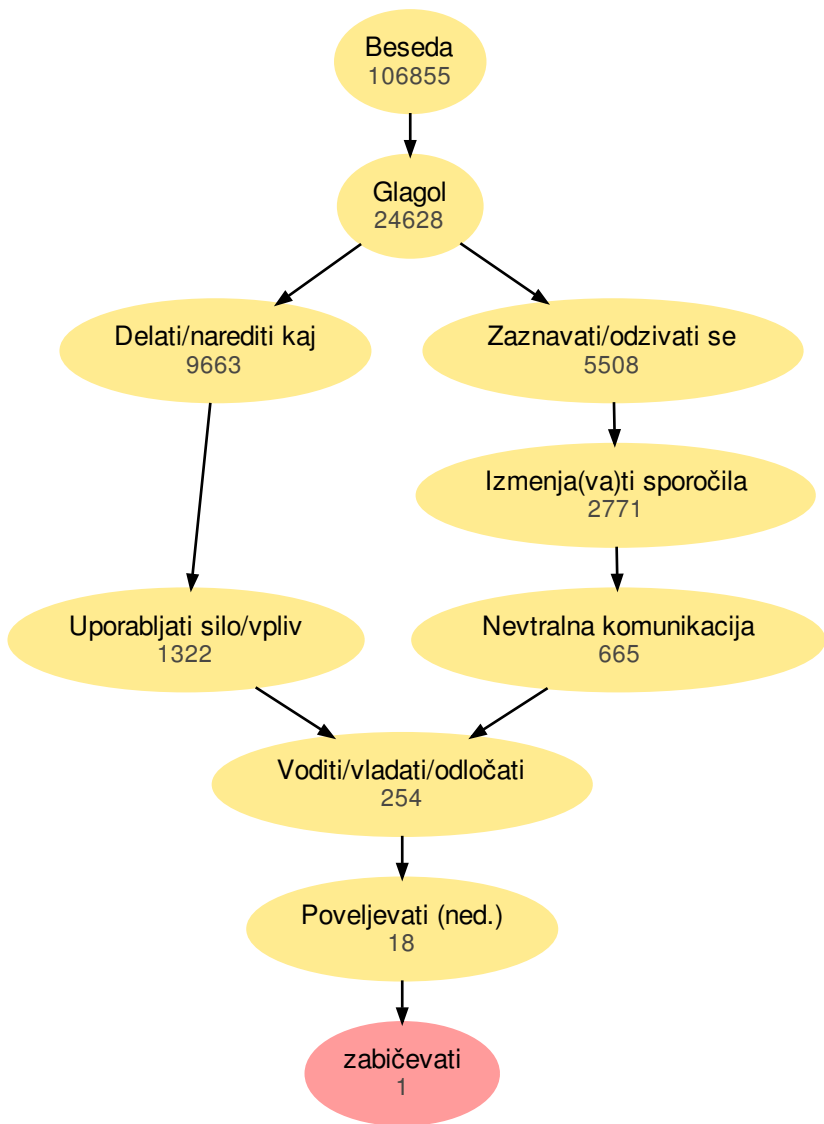 Beseda
106855
Glagol
24628
Delati/narediti kaj
9663
Zaznavati/odzivati se
5508
Izmenja(va)ti sporočila
2771
Uporabljati silo/vpliv
1322
Nevtralna komunikacija
665
Voditi/vladati/odločati
254
Poveljevati (ned.)
18
zabičevati
1